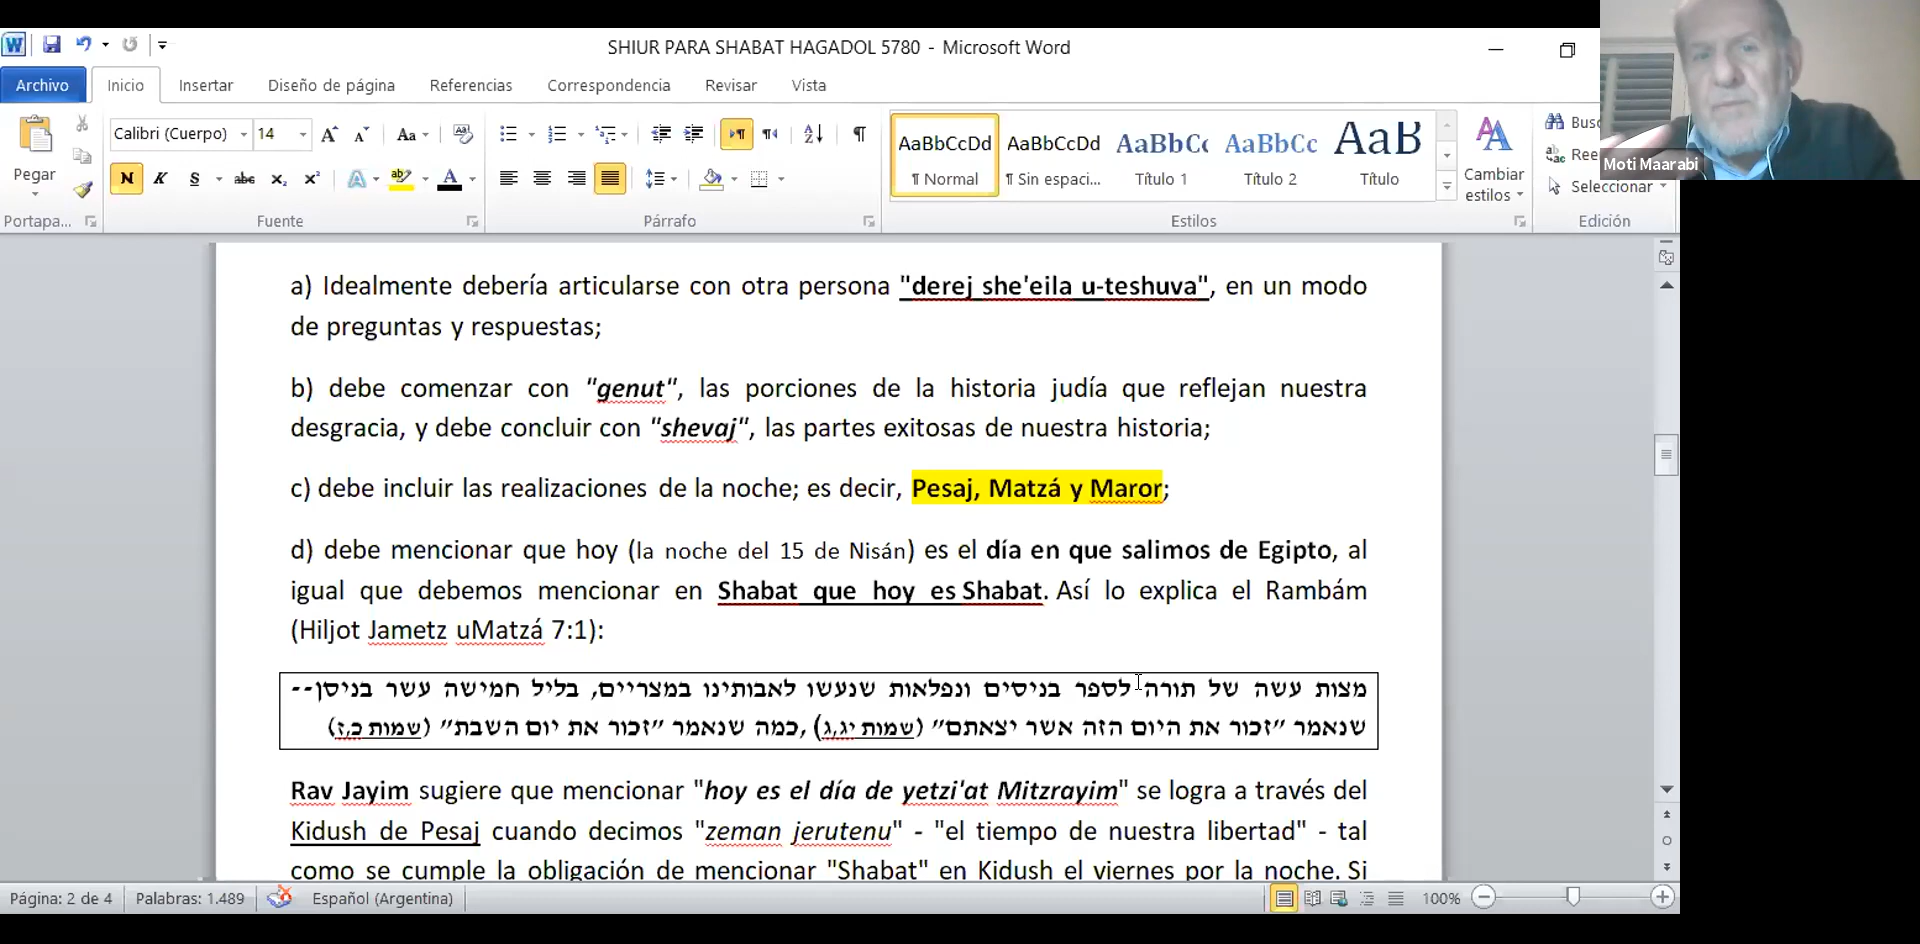 SHIUR PARA SHABAT HAGADOL 5780 - Microsoft Word
Archivo Inicio Insertar Diseño de página Referencias Correspondencia Revisar Vista
Pegar
Calibri (Cuerpo) 14
AaBbCcDd AaBbCcDd AaBbCc AaBbCc AaB
¶ Normal ¶ Sin espaci... Título 1 Título 2 Título
Cambiar estilos
Seleccionar
Moti Maarabi
Portapa... Fuente Párrafo Estilos Edición
a) Idealmente debería articularse con otra persona "derej she'eila u-teshuva", en un modo
de preguntas y respuestas;
b) debe comenzar con "genut", las porciones de la historia judía que reflejan nuestra
desgracia, y debe concluir con "shevaj", las partes exitosas de nuestra historia;
c) debe incluir las realizaciones de la noche; es decir, Pesaj, Matzá y Maror;
d) debe mencionar que hoy (la noche del 15 de Nisán) es el día en que salimos de Egipto, al
igual que debemos mencionar en Shabat que hoy es Shabat. Así lo explica el Rambám
(Hiljot Jametz uMatzá 7:1):
מצות עשה של תורה לספר בניסים ונפלאות שנעשו לאבותינו במצריים, בליל חמישה עשר בניסן--
שנאמר "זכור את היום הזה אשר יצאתם" (שמות יג,ג), כמה שנאמר "זכור את יום השבת" (שמות כ,ז)
Rav Jayim sugiere que mencionar "hoy es el día de yetzi'at Mitzrayim" se logra a través del
Kidush de Pesaj cuando decimos "zeman jerutenu" - "el tiempo de nuestra libertad" - tal
como se cumple la obligación de mencionar "Shabat" en Kidush el viernes por la noche. Si
Página: 2 de 4 Palabras: 1.489 Español (Argentina) 100%